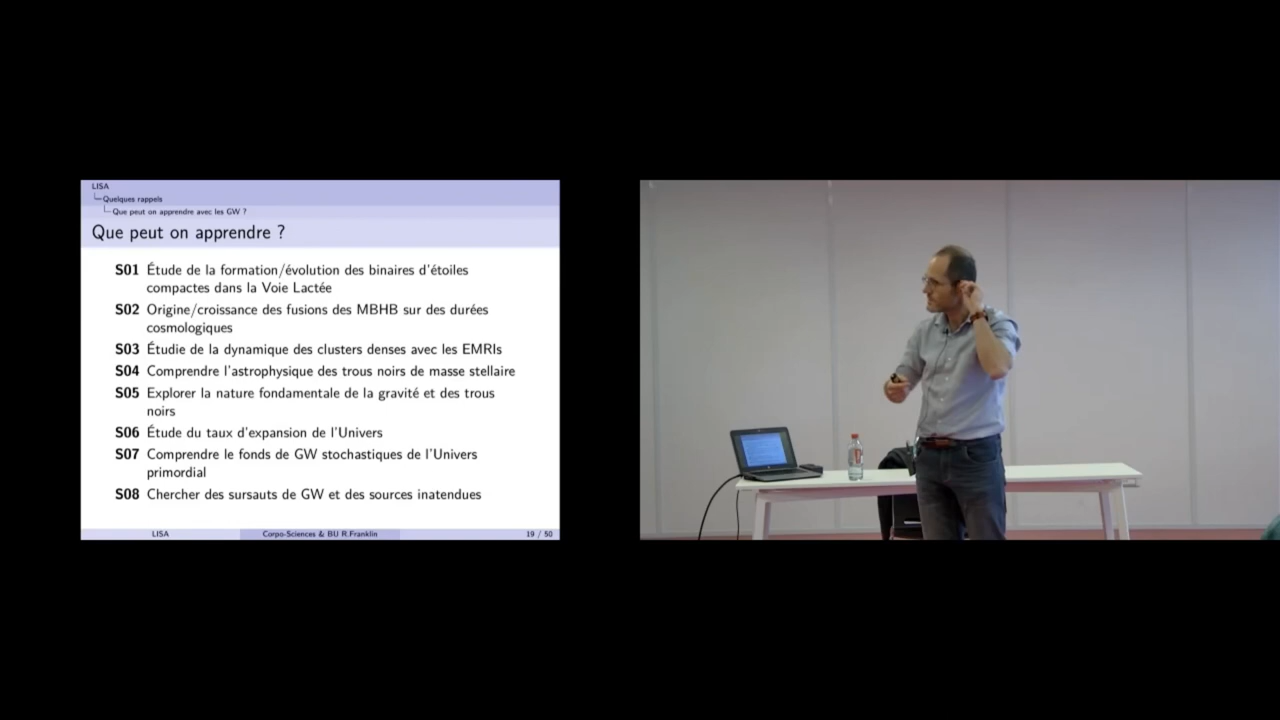 LISA
Quelques rappels
Que peut on apprendre avec les GW ?
Que peut on apprendre ?
S01 Étude de la formation/évolution des binaires d'étoiles
compactes dans la Voie Lactée
S02 Origine/croissance des fusions des MBHB sur des durées
cosmologiques
S03 Étudie de la dynamique des clusters denses avec les EMRIs
S04 Comprendre l'astrophysique des trous noirs de masse stellaire
S05 Explorer la nature fondamentale de la gravité et des trous
noirs
S06 Étude du taux d'expansion de l'Univers
S07 Comprendre le fonds de GW stochastiques de l'Univers
primordial
S08 Chercher des sursauts de GW et des sources inatendues
LISA Corpo-Sciences & BU R.Franklin 19 / 50